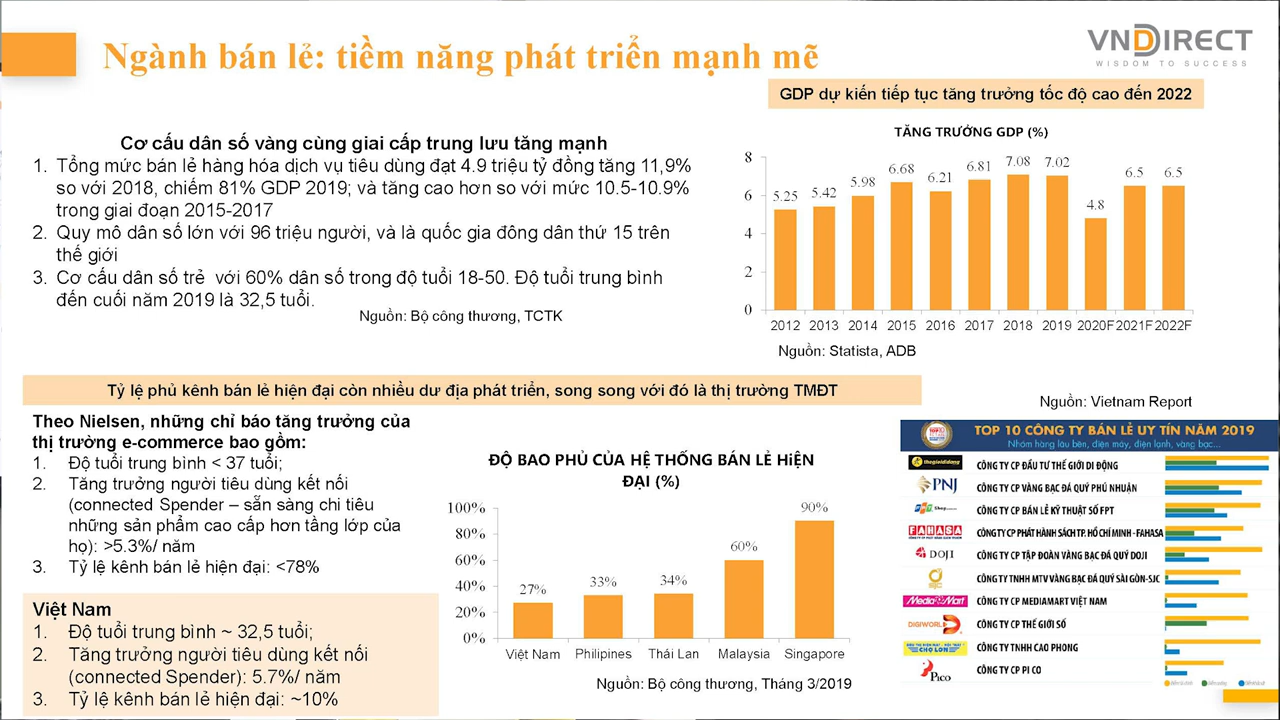 Ngành bán lẻ: tiềm năng phát triển mạnh mẽ
VNDIRECT
WISDOM TO SUCCESS
GDP dự kiến tiếp tục tăng trưởng tốc độ cao đến 2022
Cơ cấu dân số vàng cùng giai cấp trung lưu tăng mạnh
1. Tổng mức bán lẻ hàng hóa dịch vụ tiêu dùng đạt 4.9 triệu tỷ đồng tăng 11,9%
so với 2018, chiếm 81% GDP 2019; và tăng cao hơn so với mức 10.5-10.9%
trong giai đoạn 2015-2017
2. Quy mô dân số lớn với 96 triệu người, và là quốc gia đông dân thứ 15 trên
thế giới
3. Cơ cấu dân số trẻ với 60% dân số trong độ tuổi 18-50. Độ tuổi trung bình
đến cuối năm 2019 là 32,5 tuổi.
Nguồn: Bộ công thương, TCTK
TĂNG TRƯỞNG GDP (%)
8
6
4
2
0
5.25 5.42 5.98 6.68 6.21 6.81 7.08 7.02 4.8 6.5 6.5
2012 2013 2014 2015 2016 2017 2018 2019 2020F 2021F 2022F
Nguồn: Statista, ADB
Tỷ lệ phủ kênh bán lẻ hiện đại còn nhiều dư địa phát triển, song song với đó là thị trường TMĐT
Theo Nielsen, những chỉ báo tăng trưởng của
thị trường e-commerce bao gồm:
1. Độ tuổi trung bình < 37 tuổi;
2. Tăng trưởng người tiêu dùng kết nối
(connected Spender – sẵn sàng chi tiêu
những sản phẩm cao cấp hơn tầng lớp của
họ): >5.3%/ năm
3. Tỷ lệ kênh bán lẻ hiện đại: <78%
Việt Nam
1. Độ tuổi trung bình ~ 32,5 tuổi;
2. Tăng trưởng người tiêu dùng kết nối
(connected Spender): 5.7%/ năm
3. Tỷ lệ kênh bán lẻ hiện đại: ~10%
ĐỘ BAO PHỦ CỦA HỆ THỐNG BÁN LẺ HIỆN
ĐẠI (%)
100%
80%
60%
40%
20%
0%
27% 33% 34% 60% 90%
Việt Nam Philipines Thái Lan Malaysia Singapore
Nguồn: Bộ công thương, Tháng 3/2019
Nguồn: Vietnam Report
TOP 10 CÔNG TY BÁN LẺ UY TÍN NĂM 2019
Nhóm hàng lâu bền, điện máy, điện lạnh, vàng bạc...
thegioididong CÔNG TY CP ĐẦU TƯ THẾ GIỚI DI ĐỘNG
PNJ CÔNG TY CP VÀNG BẠC ĐÁ QUÝ PHÚ NHUẬN
FPT Shop CÔNG TY CP BÁN LẺ KỸ THUẬT SỐ FPT
FAHASA CÔNG TY CP PHÁT HÀNH SÁCH TP. HỒ CHÍ MINH - FAHASA
DOJI CÔNG TY CP TẬP ĐOÀN VÀNG BẠC ĐÁ QUÝ DOJI
CÔNG TY TNHH MTV VÀNG BẠC ĐÁ QUÝ SÀI GÒN-SJC
MediaMart CÔNG TY CP MEDIAMART VIỆT NAM
DIGIWORLD CÔNG TY CP THẾ GIỚI SỐ
CHỢ LỚN CÔNG TY TNHH CAO PHONG
PICO CÔNG TY CP PI CO